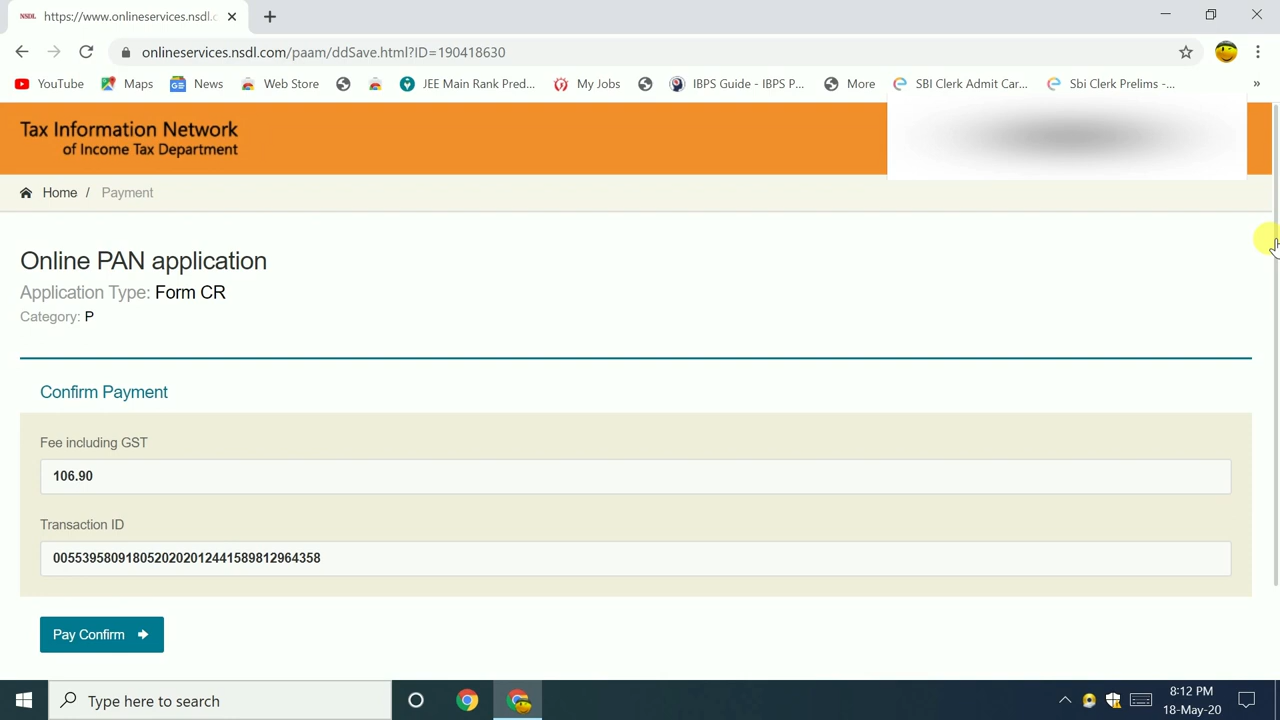 NSDL https://www.onlineservices.nsdl.c
onlineservices.nsdl.com/paam/ddSave.html?ID=190418630
YouTube Maps News Web Store JEE Main Rank Pred... My Jobs IBPS Guide - IBPS P... More SBI Clerk Admit Car... Sbi Clerk Prelims -... »
Tax Information Network
of Income Tax Department
Home / Payment
Online PAN application
Application Type: Form CR
Category: P
Confirm Payment
Fee including GST
106.90
Transaction ID
0055395809180520202012441589812964358
Pay Confirm
Type here to search
8:12 PM
18-May-20